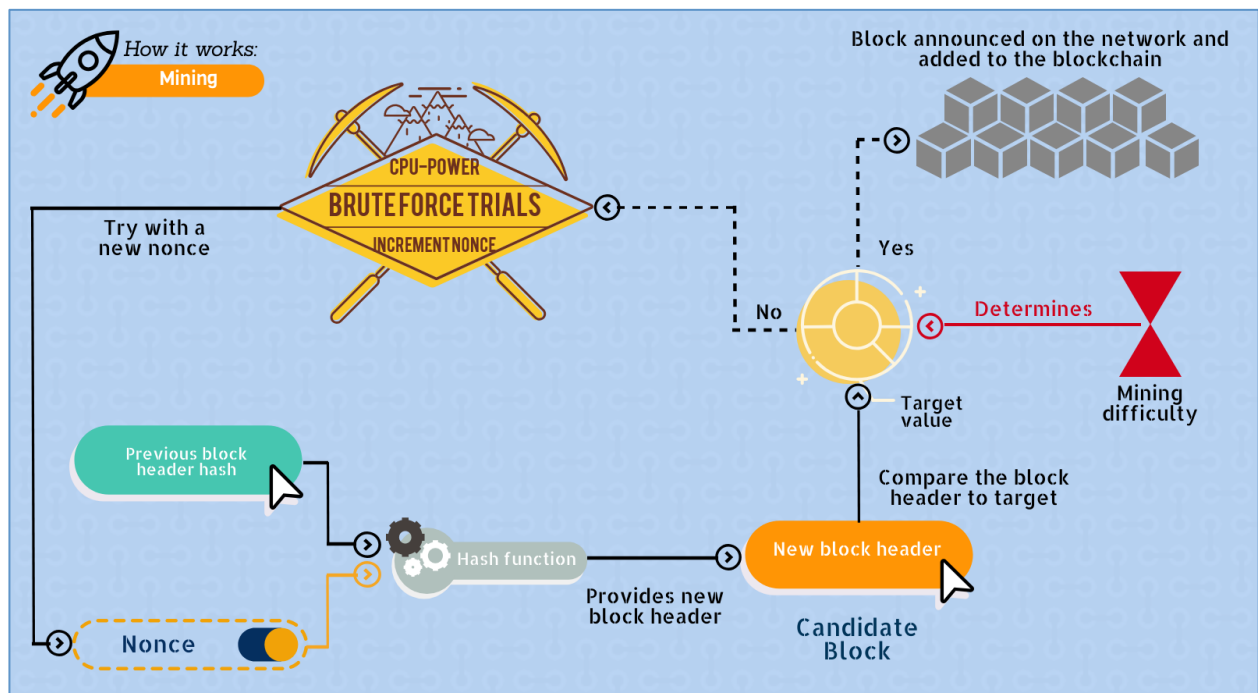 How it works:
Mining
Block announced on the network and
added to the blockchain
CPU-POWER
BRUTE FORCE TRIALS
INCREMENT NONCE
Try with a
new nonce
Yes
No
Determines
Mining
difficulty
Target
value
Previous block
header hash
Compare the block
header to target
Hash function
New block header
Provides new
block header
Nonce
Candidate
Block